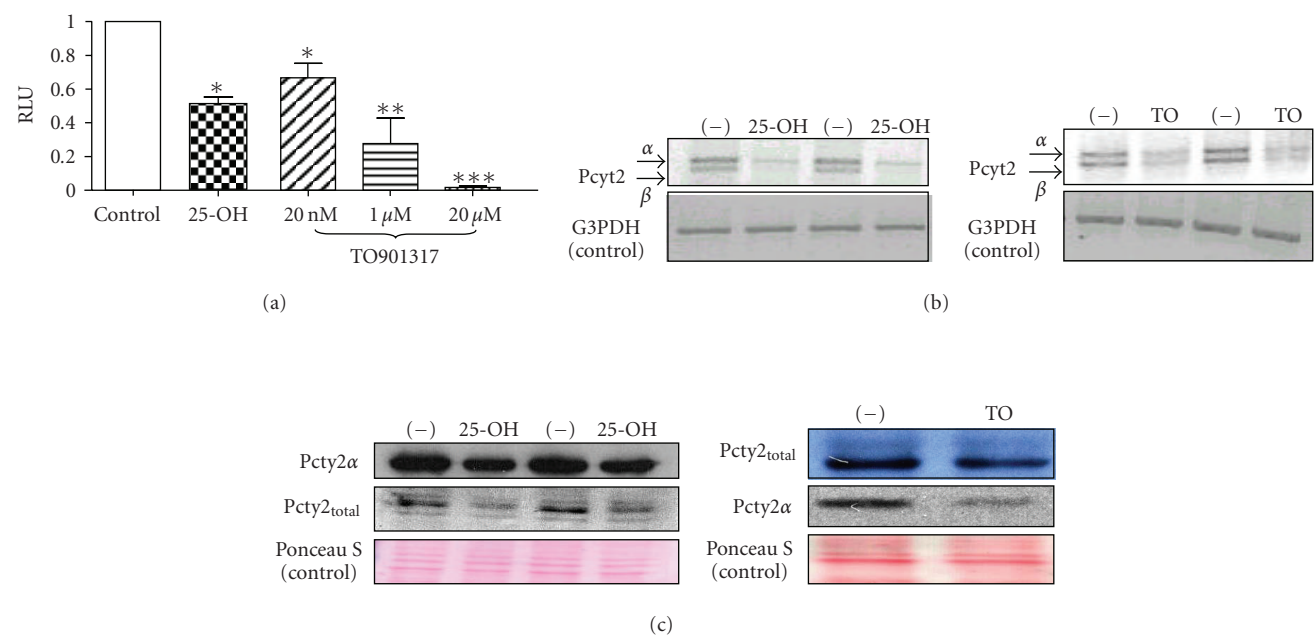 1
0.8
0.6
0.4
0.2
0
RLU
*
*
**
***
Control 25-OH 20 nM 1 μM 20 μM
TO901317
(a)
(−) 25-OH (−) 25-OH
α
Pcyt2
β
G3PDH
(control)
(−) TO (−) TO
α
Pcyt2
β
G3PDH
(control)
(b)
(−) 25-OH (−) 25-OH
Pcty2α
Pcty2total
Ponceau S
(control)
(−) TO
Pcty2total
Pcty2α
Ponceau S
(control)
(c)